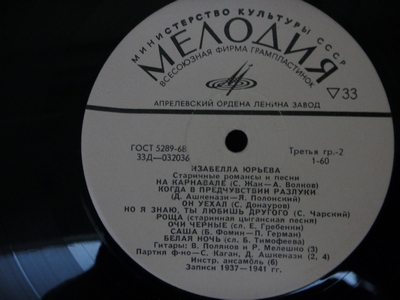 МИНИСТЕРСТВО КУЛЬТУРЫ СССР
МЕЛОДИЯ
ВСЕСОЮЗНАЯ ФИРМА ГРАМПЛАСТИНОК
33
АПРЕЛЕВСКИЙ ОРДЕНА ЛЕНИНА ЗАВОД
ГОСТ 5289-68
33Д—032036
Третья гр.-2
1-60
ИЗАБЕЛЛА ЮРЬЕВА
Старинные романсы и песни
НА КАРНАВАЛЕ (С. Жак—А. Волков)
КОГДА В ПРЕДЧУВСТВИИ РАЗЛУКИ
(Д. Ашкенази—Я. Полонский)
ОН УЕХАЛ (С. Донауров)
НО Я ЗНАЮ, ТЫ ЛЮБИШЬ ДРУГОГО (С. Чарский)
РОЩА (старинная цыганская песня)
ОЧИ ЧЕРНЫЕ (сл. Е. Гребенки)
САША (Б. Фомин—П. Герман)
БЕЛАЯ НОЧЬ (сл. Б. Тимофеева)
Гитары: В. Поляков и Р. Мелешко (3)
Партия ф-но—С. Каган, Д. Ашкенази (2, 4)
Инстр. ансамбль (6)
Записи 1937—1941 гг.